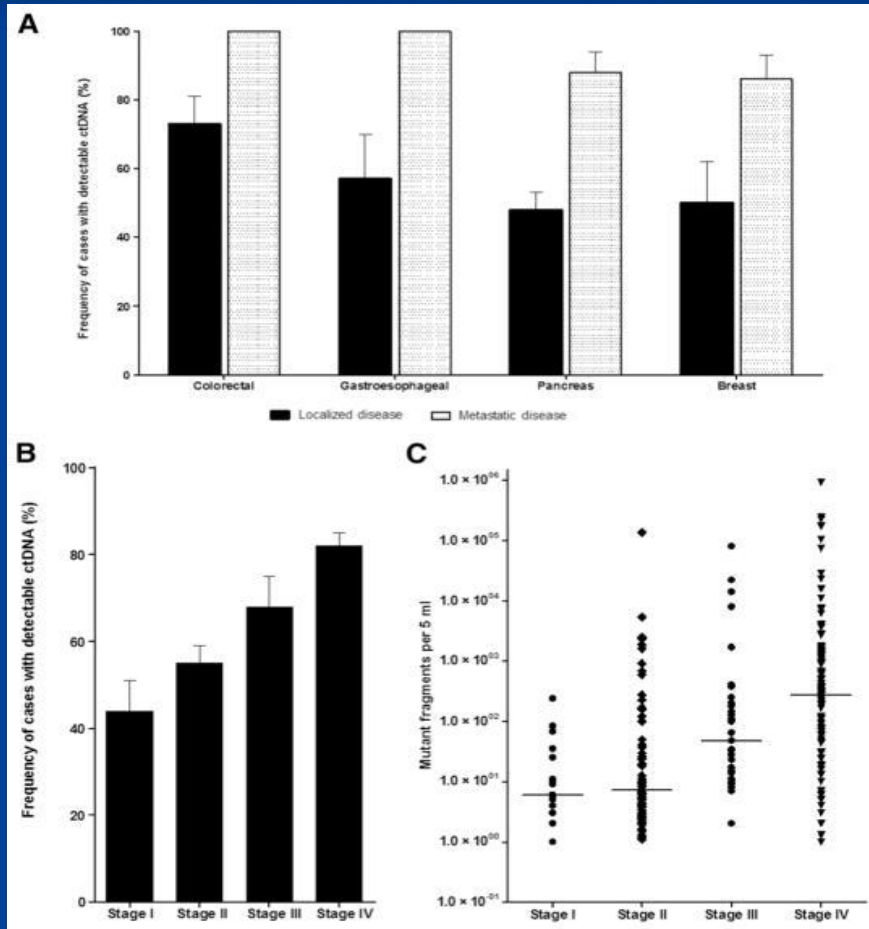 A
Frequency of cases with detectable ctDNA (%)
100
80
60
40
20
0
Colorectal Gastroesophageal Pancreas Breast
Localized disease Metastatic disease
B
Frequency of cases with detectable ctDNA (%)
100
80
60
40
20
0
Stage I Stage II Stage III Stage IV
C
Mutant fragments per 5 ml
1.0 × 10^06
1.0 × 10^05
1.0 × 10^04
1.0 × 10^03
1.0 × 10^02
1.0 × 10^01
1.0 × 10^00
1.0 × 10^-01
Stage I Stage II Stage III Stage IV